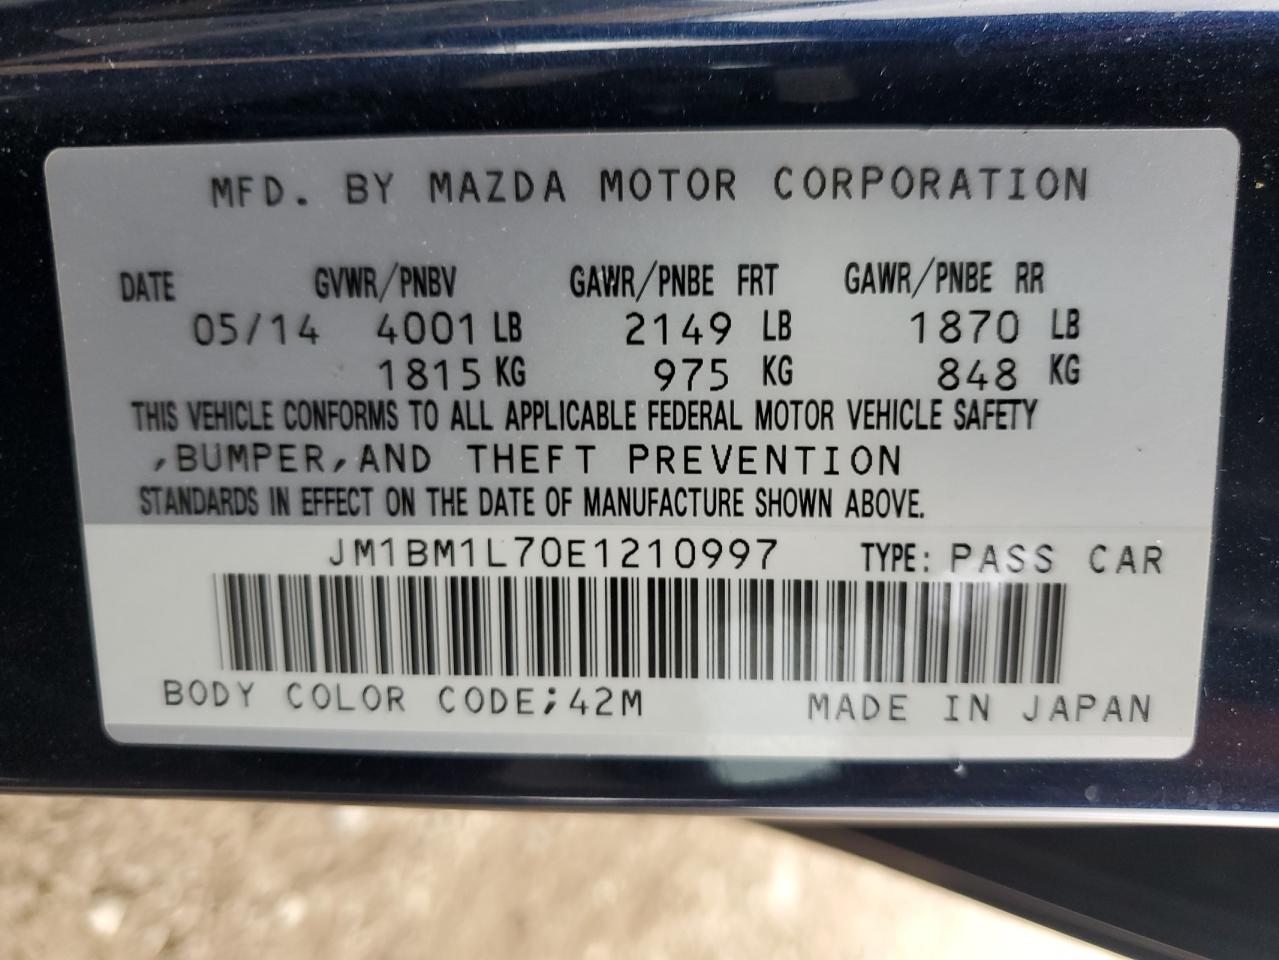 MFD. BY MAZDA MOTOR CORPORATION
DATE GVWR/PNBV GAWR/PNBE FRT GAWR/PNBE RR
05/14 4001 LB 2149 LB 1870 LB
1815 KG 975 KG 848 KG
THIS VEHICLE CONFORMS TO ALL APPLICABLE FEDERAL MOTOR VEHICLE SAFETY
,BUMPER,AND THEFT PREVENTION
STANDARDS IN EFFECT ON THE DATE OF MANUFACTURE SHOWN ABOVE.
JM1BM1L70E1210997 TYPE: PASS CAR
BODY COLOR CODE;42M MADE IN JAPAN